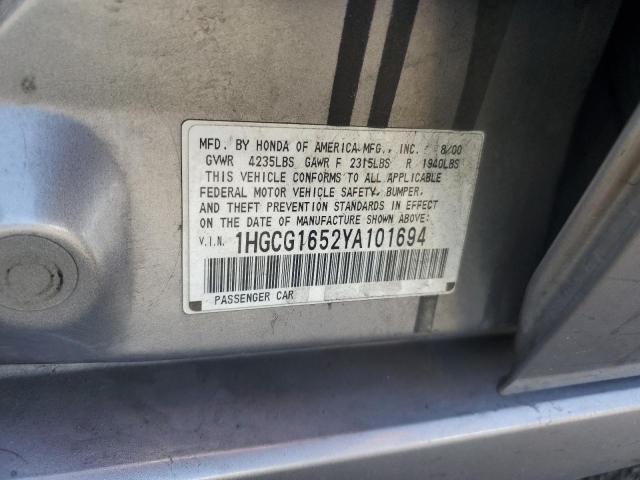 MFD. BY HONDA OF AMERICA MFG., INC. 8/00
GVWR 4235LBS GAWR F 2315LBS R 1940LBS
THIS VEHICLE CONFORMS TO ALL APPLICABLE
FEDERAL MOTOR VEHICLE SAFETY, BUMPER,
AND THEFT PREVENTION STANDARDS IN EFFECT
ON THE DATE OF MANUFACTURE SHOWN ABOVE:
V.I.N. 1HGCG1652YA101694
PASSENGER CAR